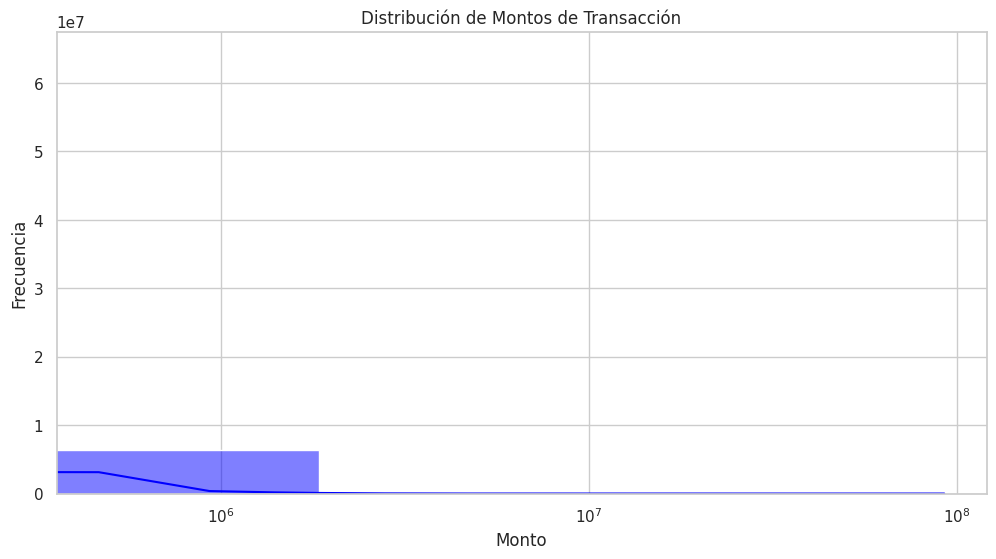 Distribución de Montos de Transacción
1e7
6
5
4
3
2
1
0
Frecuencia
10⁶
10⁷
10⁸
Monto